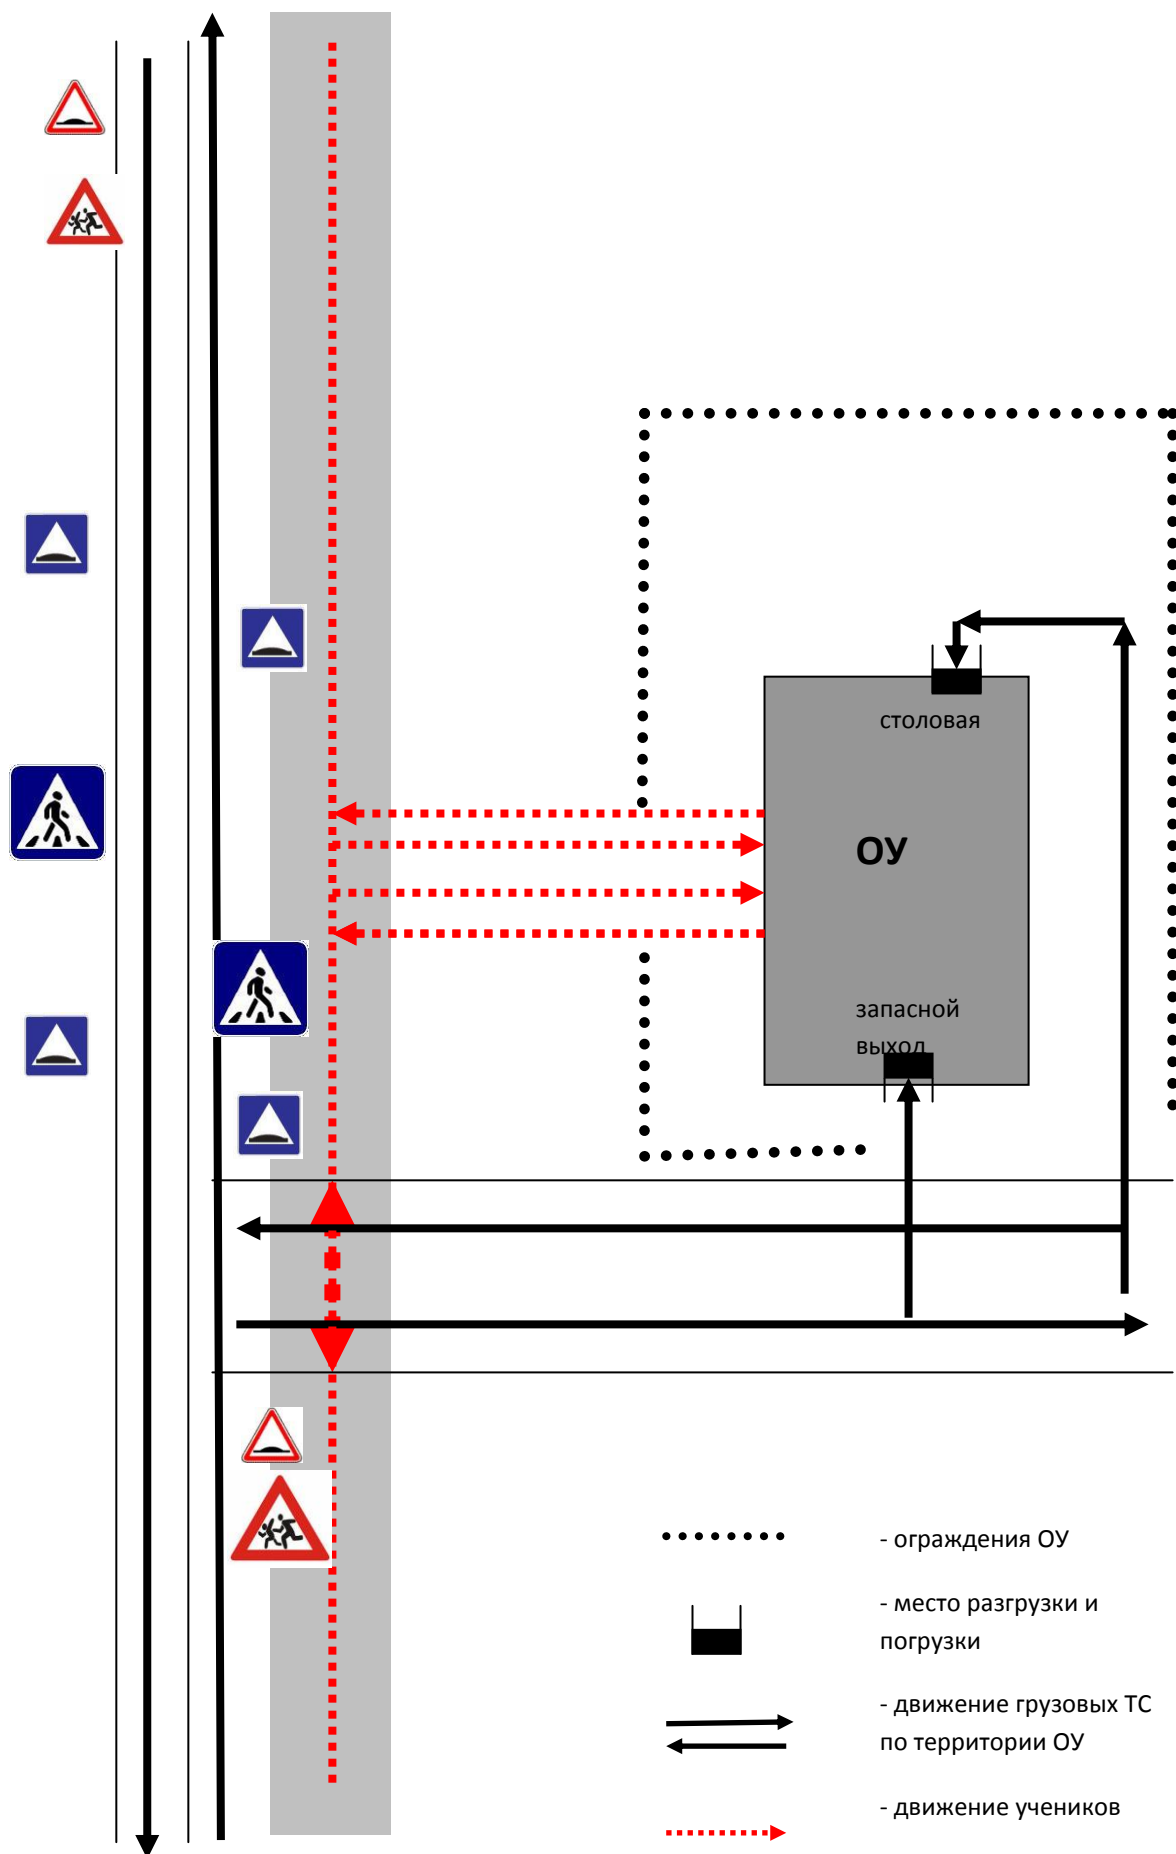 столовая
ОУ
запасной
выход
- ограждения ОУ
- место разгрузки и
погрузки
- движение грузовых ТС
по территории ОУ
- движение учеников